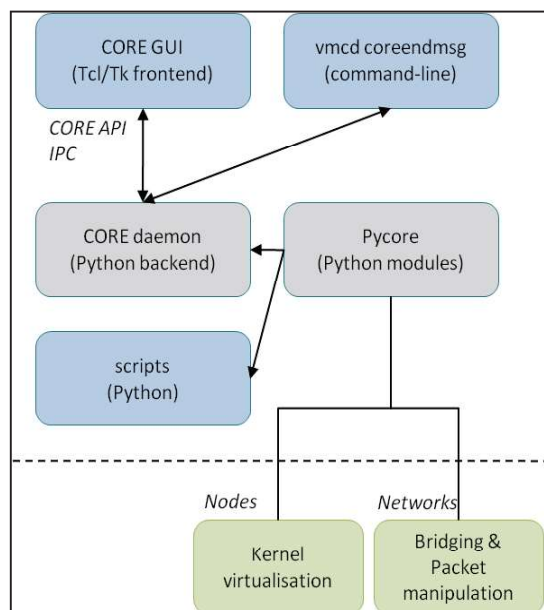 CORE GUI
(Tcl/Tk frontend)
vmcd coreendmsg
(command-line)
CORE API
IPC
CORE daemon
(Python backend)
Pycore
(Python modules)
scripts
(Python)
Nodes
Networks
Kernel
virtualisation
Bridging &
Packet
manipulation